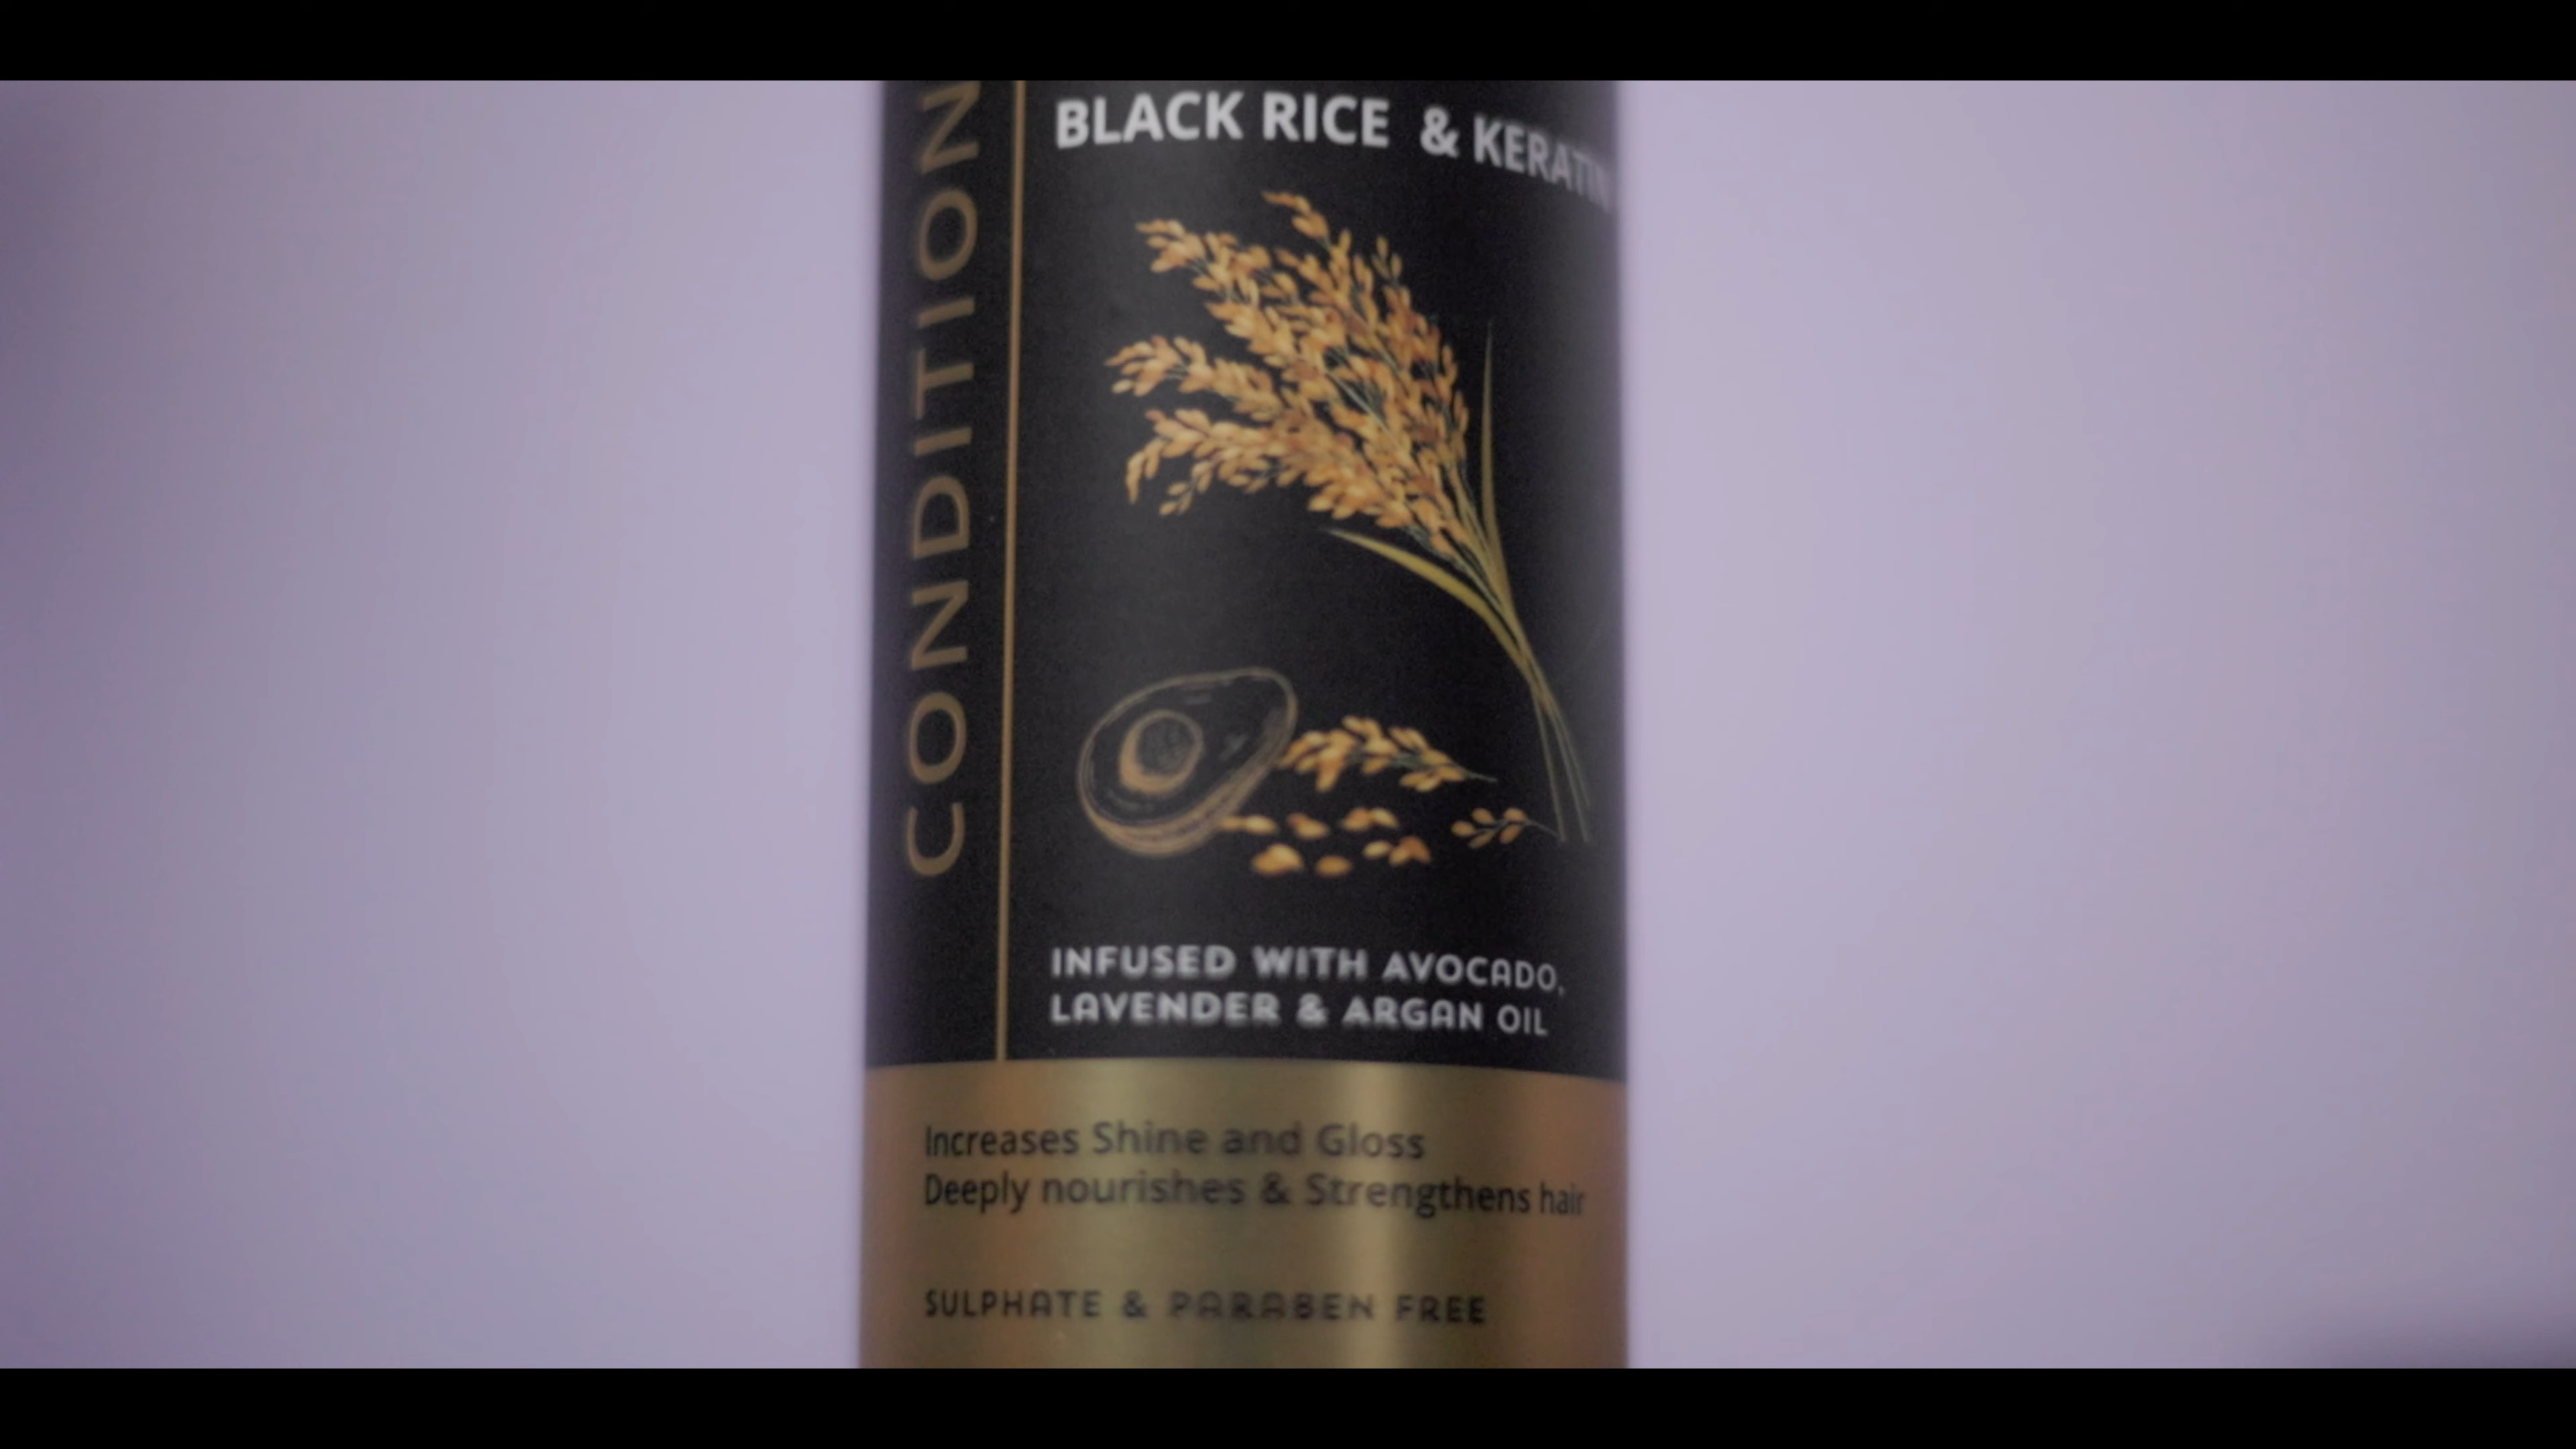 CONDITION
BLACK RICE & KERATIN
INFUSED WITH AVOCADO,
LAVENDER & ARGAN OIL
Increases Shine and Gloss
Deeply nourishes & Strengthens hair
SULPHATE & PARABEN FREE